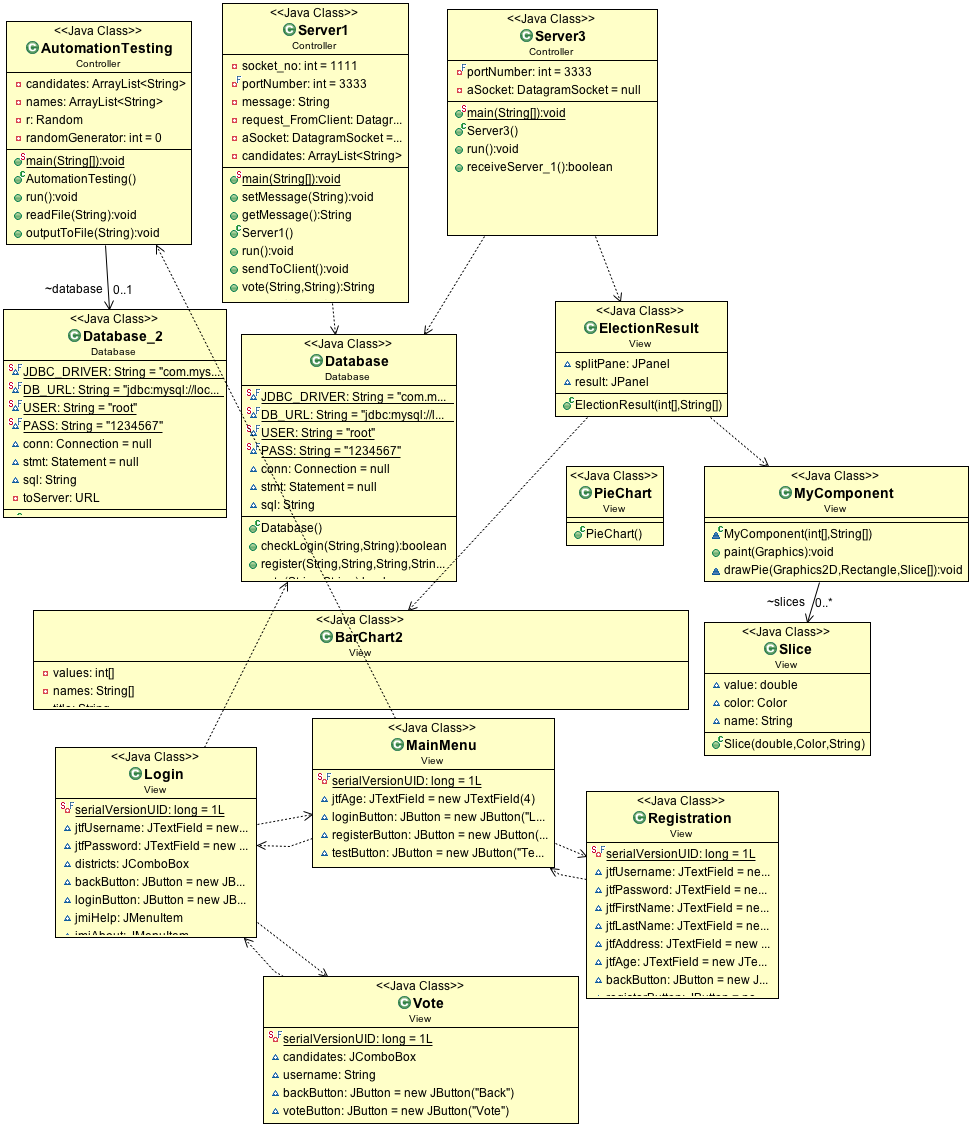 <<Java Class>>
AutomationTesting
Controller
candidates: ArrayList<String>
names: ArrayList<String>
r: Random
randomGenerator: int = 0
main(String[]):void
AutomationTesting()
run():void
readFile(String):void
outputToFile(String):void
<<Java Class>>
Server1
Controller
socket_no: int = 1111
portNumber: int = 3333
message: String
request_FromClient: Datagr...
aSocket: DatagramSocket =...
candidates: ArrayList<String>
main(String[]):void
setMessage(String):void
getMessage():String
Server1()
run():void
sendToClient():void
vote(String,String):String
<<Java Class>>
Server3
Controller
portNumber: int = 3333
aSocket: DatagramSocket = null
main(String[]):void
Server3()
run():void
receiveServer_1():boolean
~database 0..1
<<Java Class>>
Database_2
Database
JDBC_DRIVER: String = "com.mys...
DB_URL: String = "jdbc:mysql://loc...
USER: String = "root"
PASS: String = "1234567"
conn: Connection = null
stmt: Statement = null
sql: String
toServer: URL
<<Java Class>>
Database
Database
JDBC_DRIVER: String = "com.m...
DB_URL: String = "jdbc:mysql://l...
USER: String = "root"
PASS: String = "1234567"
conn: Connection = null
stmt: Statement = null
sql: String
Database()
checkLogin(String,String):boolean
register(String,String,String,Strin...
<<Java Class>>
ElectionResult
View
splitPane: JPanel
result: JPanel
ElectionResult(int[],String[])
<<Java Class>>
PieChart
View
PieChart()
<<Java Class>>
MyComponent
View
MyComponent(int[],String[])
paint(Graphics):void
drawPie(Graphics2D,Rectangle,Slice[]):void
~slices 0..*
<<Java Class>>
BarChart2
View
values: int[]
names: String[]
title: String
<<Java Class>>
Slice
View
value: double
color: Color
name: String
Slice(double,Color,String)
<<Java Class>>
Login
View
serialVersionUID: long = 1L
jtfUsername: JTextField = new...
jtfPassword: JTextField = new ...
districts: JComboBox
backButton: JButton = new JB...
loginButton: JButton = new JB...
jmiHelp: JMenuItem
jmiAbout: JMenuItem
<<Java Class>>
MainMenu
View
serialVersionUID: long = 1L
jtfAge: JTextField = new JTextField(4)
loginButton: JButton = new JButton("L...
registerButton: JButton = new JButton(...
testButton: JButton = new JButton("Te...
<<Java Class>>
Registration
View
serialVersionUID: long = 1L
jtfUsername: JTextField = ne...
jtfPassword: JTextField = ne...
jtfFirstName: JTextField = ne...
jtfLastName: JTextField = ne...
jtfAddress: JTextField = new ...
jtfAge: JTextField = new JTe...
backButton: JButton = new J...
registerButton: JButton = ne...
<<Java Class>>
Vote
View
serialVersionUID: long = 1L
candidates: JComboBox
username: String
backButton: JButton = new JButton("Back")
voteButton: JButton = new JButton("Vote")